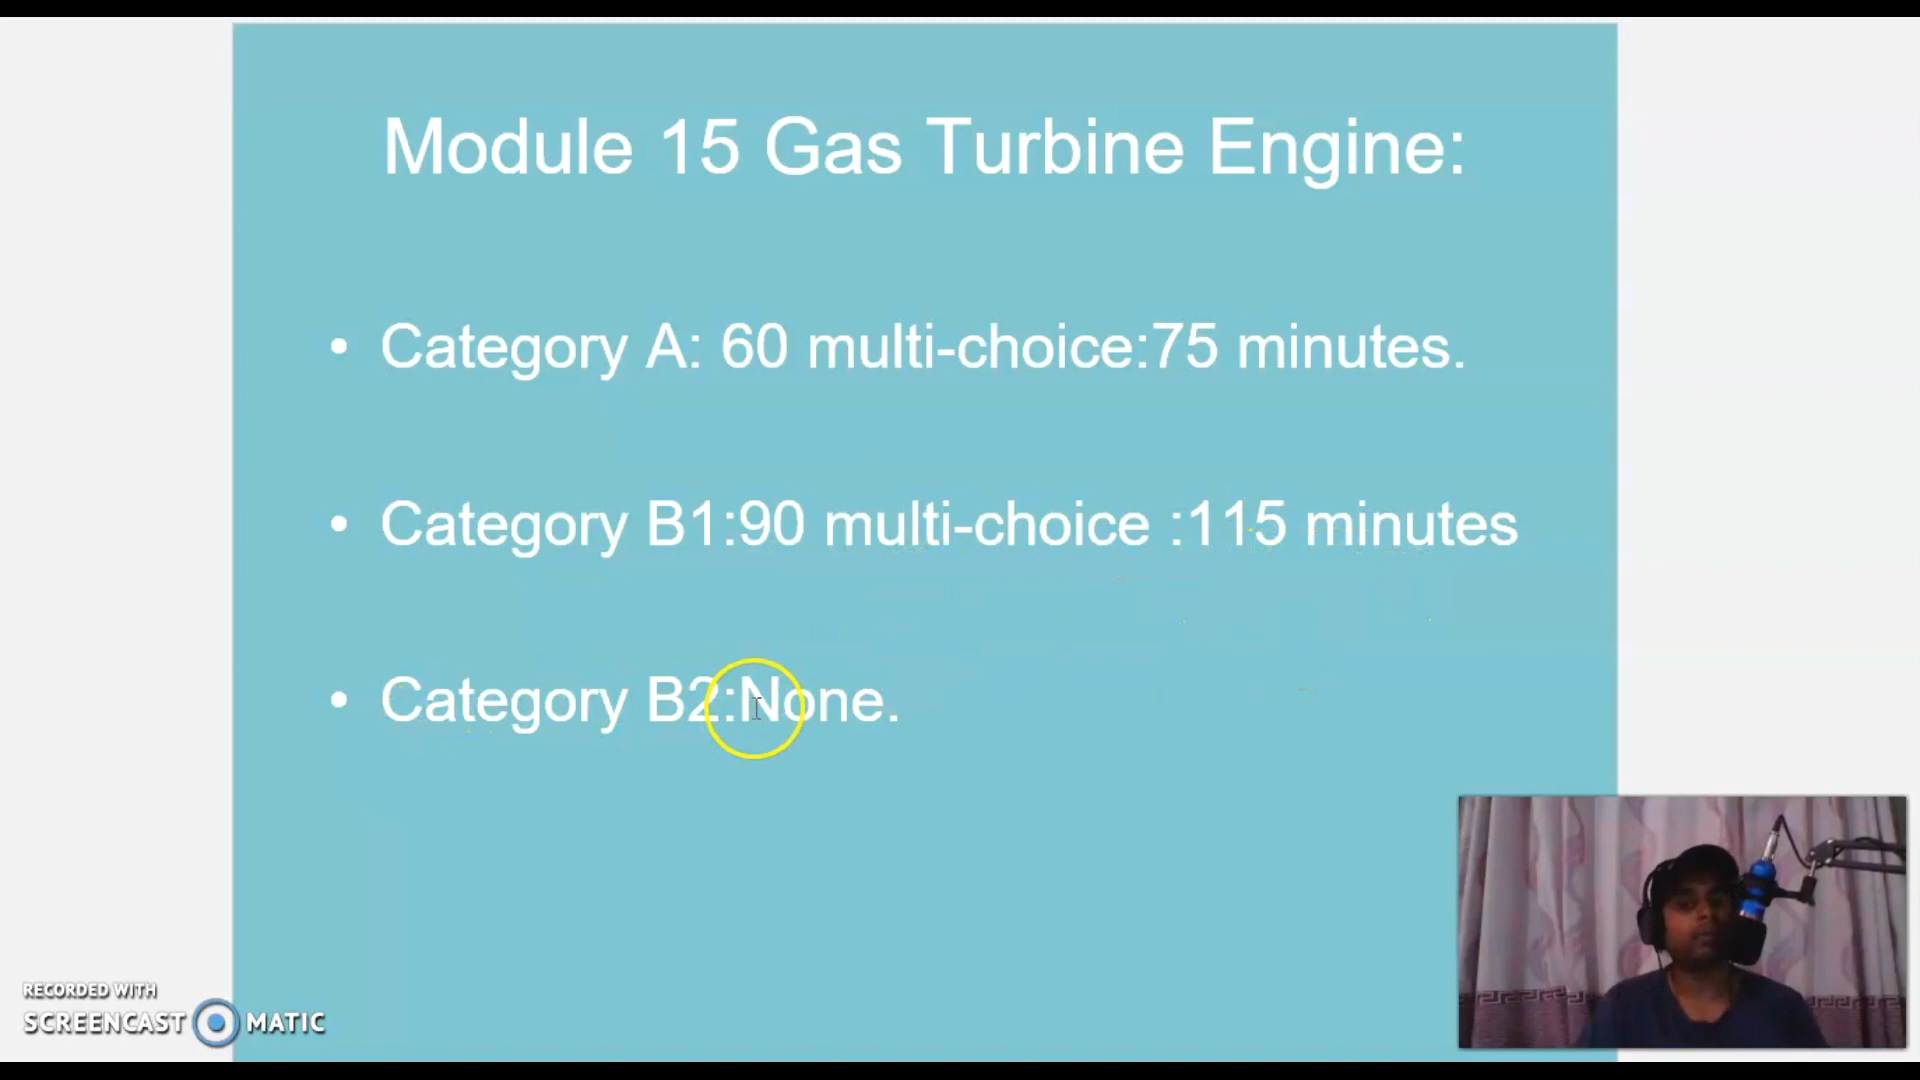 Module 15 Gas Turbine Engine:
• Category A: 60 multi-choice:75 minutes.
• Category B1:90 multi-choice :115 minutes
• Category B2:None.
RECORDED WITH
SCREENCAST MATIC